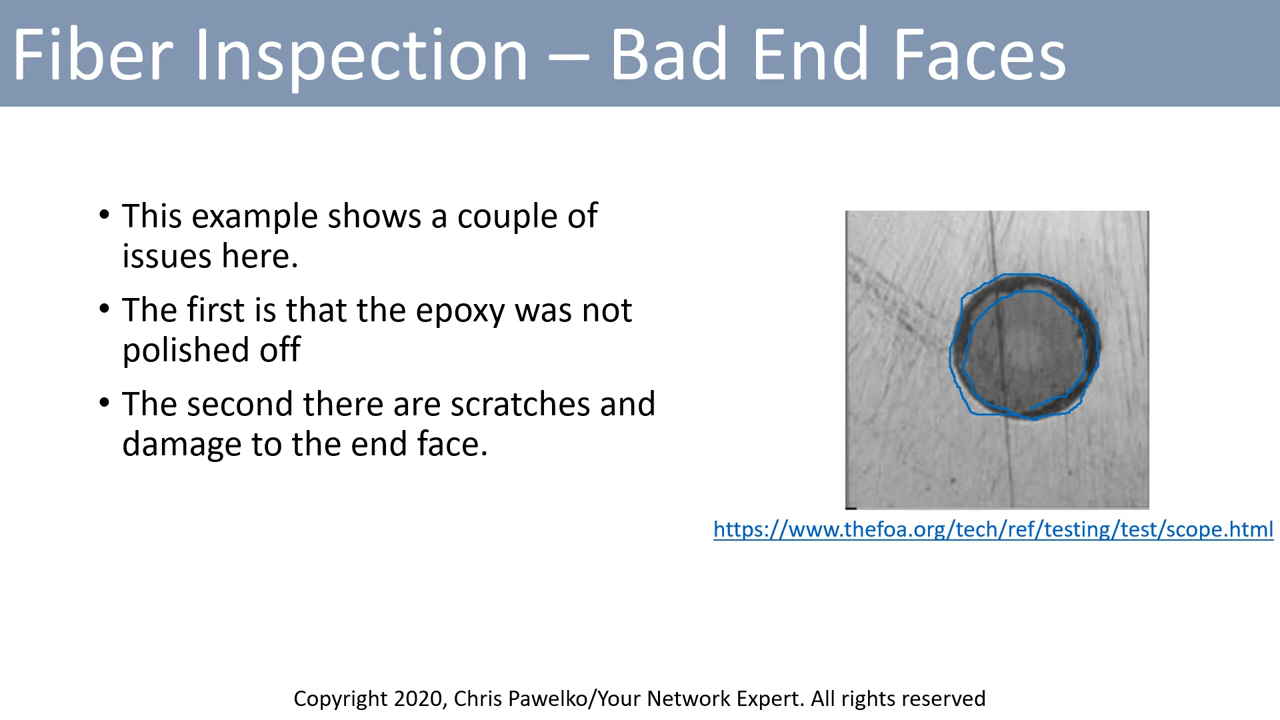 Fiber Inspection – Bad End Faces
• This example shows a couple of
issues here.
• The first is that the epoxy was not
polished off
• The second there are scratches and
damage to the end face.
https://www.thefoa.org/tech/ref/testing/test/scope.html
Copyright 2020, Chris Pawelko/Your Network Expert. All rights reserved